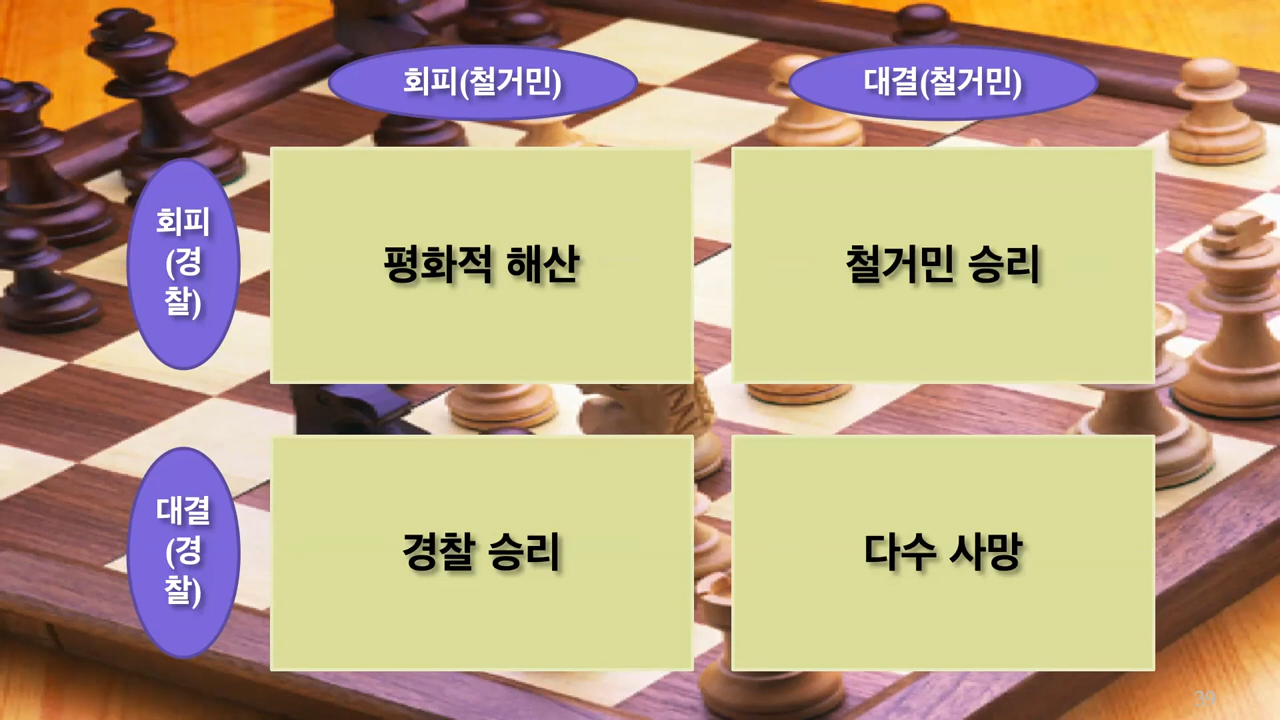 회피(철거민)
대결(철거민)
회피
(경
찰)
평화적 해산
철거민 승리
대결
(경
찰)
경찰 승리
다수 사망
39